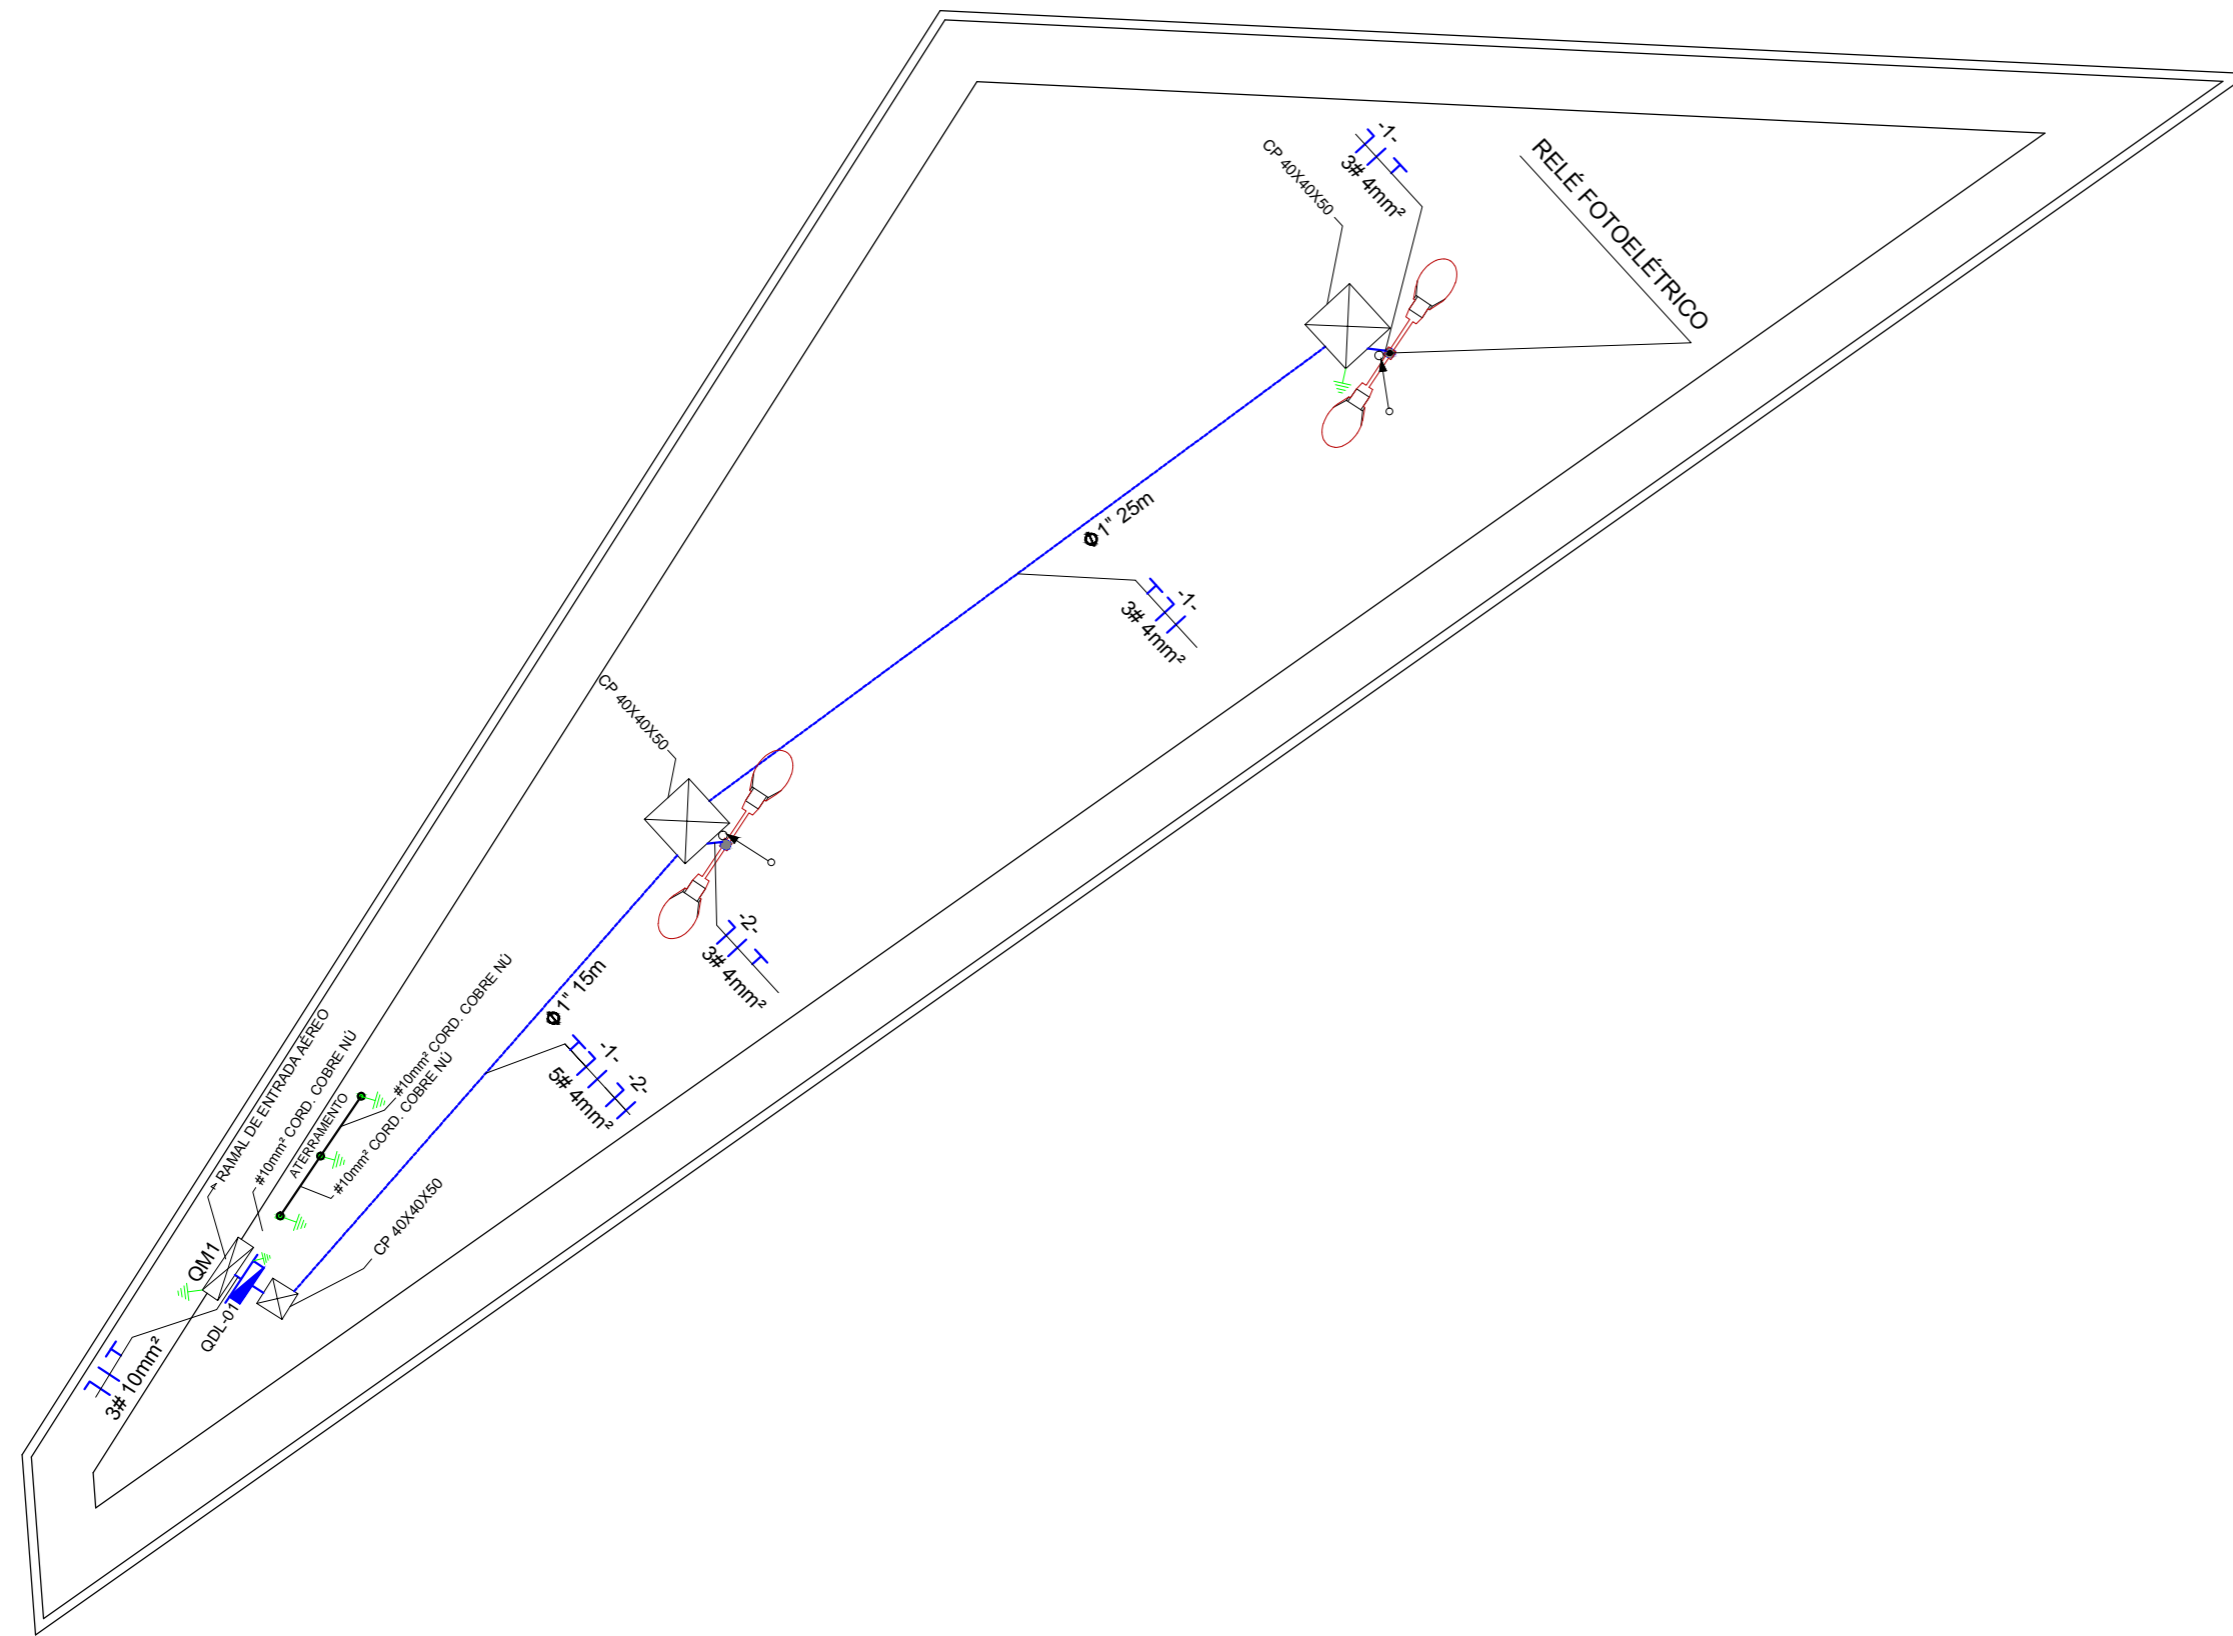 -1-
3# 4mm²
CP 40X40X50
RELÉ FOTOELÉTRICO
Φ 1" 25m
-1-
3# 4mm²
CP 40X40X50
-2-
3# 4mm²
Φ 1" 15m
-1-
-2-
5# 4mm²
RAMAL DE ENTRADA AÉREO
#10mm² CORD. COBRE NÚ
ATERRAMENTO
#10mm² CORD. COBRE NÚ
#10mm² CORD. COBRE NÚ
CP 40X40X50
QM1
QDL-01
3# 10mm²